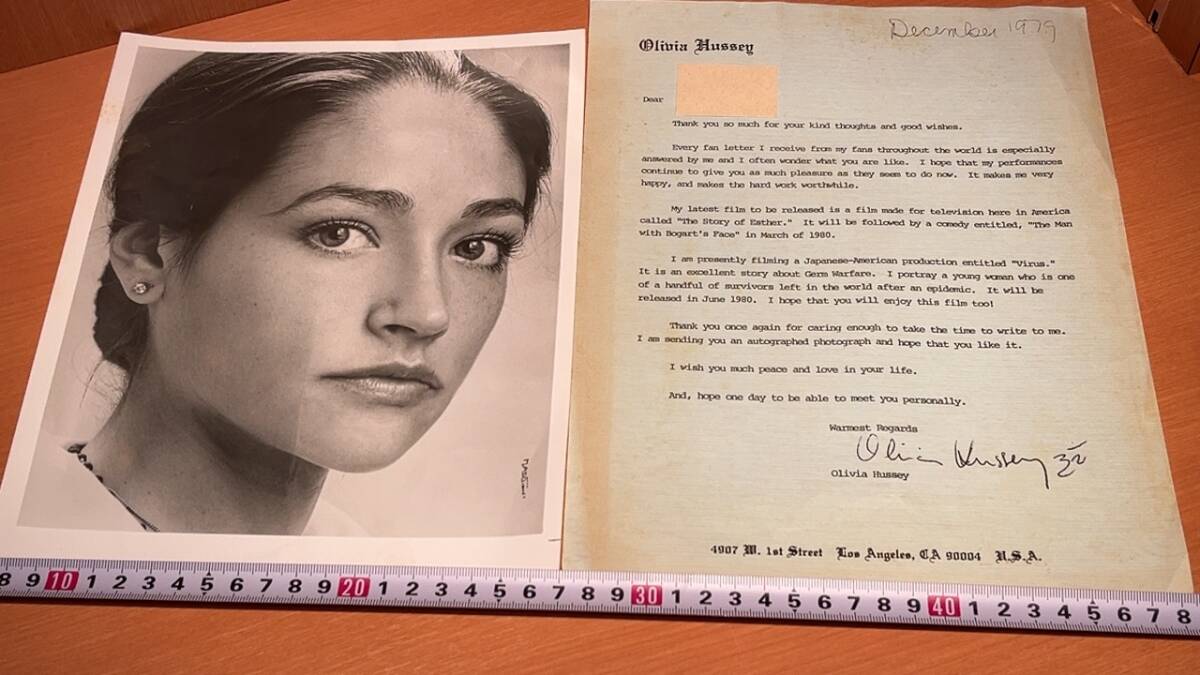 December 1979
Olivia Hussey
Dear
Thank you so much for your kind thoughts and good wishes.
Every fan letter I receive from my fans throughout the world is especially
answered by me and I often wonder what you are like. I hope that my performances
continue to give you as much pleasure as they seem to do now. It makes me very
happy, and makes the hard work worthwhile.
My latest film to be released is a film made for television here in America
called "The Story of Esther." It will be followed by a comedy entitled, "The Man
with Bogart's Face" in March of 1980.
I am presently filming a Japanese-American production entitled "Virus."
It is an excellent story about Germ Warfare. I portray a young woman who is one
of a handful of survivors left in the world after an epidemic. It will be
released in June 1980. I hope that you will enjoy this film too!
Thank you once again for caring enough to take the time to write to me.
I am sending you an autographed photograph and hope that you like it.
I wish you much peace and love in your life.
And, hope one day to be able to meet you personally.
Warmest Regards
Olivia Hussey
Olivia Hussey
4907 W. 1st Street Los Angeles, CA 90004 U.S.A.
8 9 10 1 2 3 4 5 6 7 8 9 20 1 2 3 4 5 6 7 8 9 30 1 2 3 4 5 6 7 8 9 40 1 2 3 4 5 6 7 8